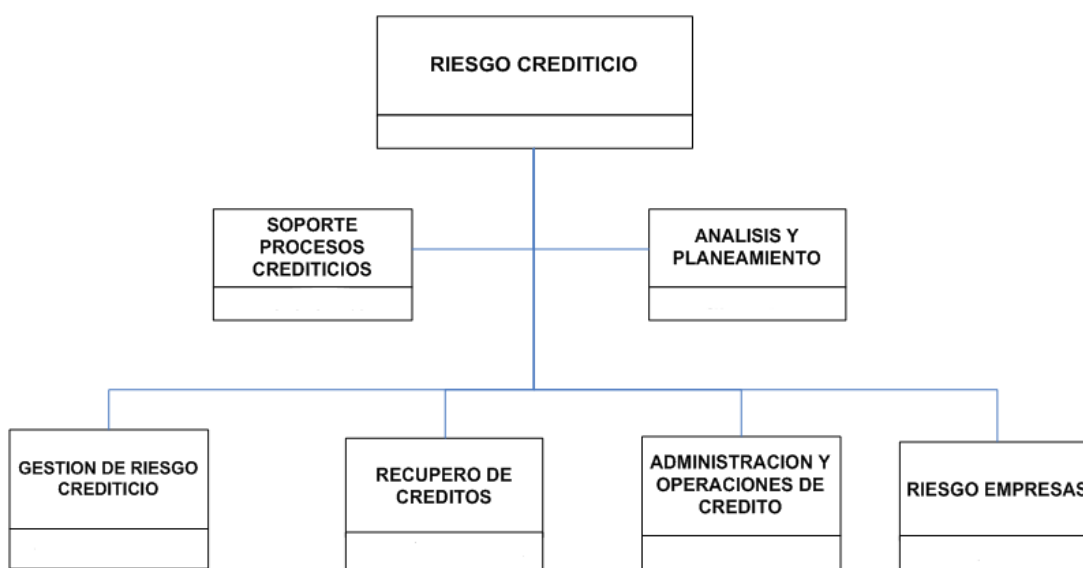 RIESGO CREDITICIO
SOPORTE
PROCESOS
CREDITICIOS
ANALISIS Y
PLANEAMIENTO
GESTION DE RIESGO
CREDITICIO
RECUPERO DE
CREDITOS
ADMINISTRACION Y
OPERACIONES DE
CREDITO
RIESGO EMPRESAS